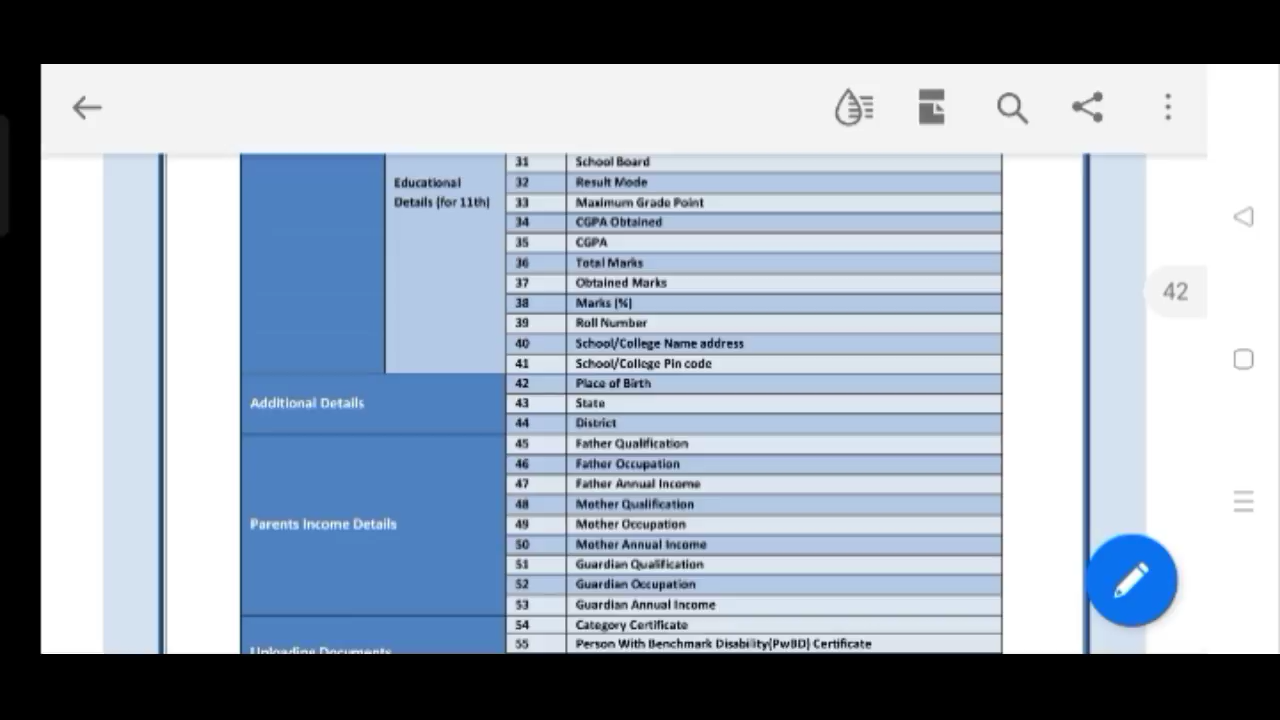 31 School Board
Educational
Details (for 11th)
32 Result Mode
33 Maximum Grade Point
34 CGPA Obtained
35 CGPA
36 Total Marks
37 Obtained Marks
38 Marks (%)
39 Roll Number
40 School/College Name address
41 School/College Pin code
Additional Details
42 Place of Birth
43 State
44 District
Parents Income Details
45 Father Qualification
46 Father Occupation
47 Father Annual Income
48 Mother Qualification
49 Mother Occupation
50 Mother Annual Income
51 Guardian Qualification
52 Guardian Occupation
53 Guardian Annual Income
Uploading Documents
54 Category Certificate
55 Person With Benchmark Disability(PwBD) Certificate
42